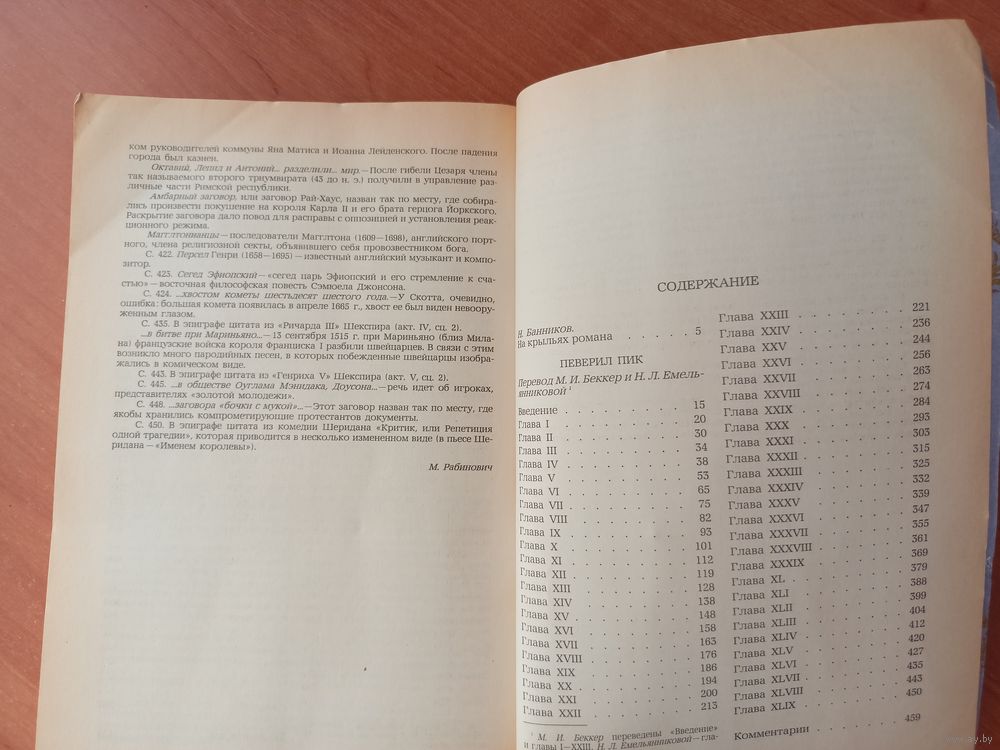 ком руководителей коммуны Яна Матиса и Иоанна Лейденского. После падения
города был казнен.
Октавий, Лепид и Антоний... разделили... мир.—После гибели Цезаря члены
так называемого второго триумвирата (43 до н. э.) получили в управление раз-
личные части Римской республики.
Амбарный заговор, или заговор Рай-Хаус, назван так по месту, где собира-
лись произвести покушение на короля Карла II и его брата герцога Йоркского.
Раскрытие заговора дало повод для расправы с оппозицией и установления реак-
ционного режима.
Магглтонианцы—последователи Магглтона (1609—1698), английского порт-
ного, члена религиозной секты, объявившего себя провозвестником бога.
С. 422. Персел Генри (1658—1695) —известный английский музыкант и компо-
зитор.
С. 423. Сегед Эфиопский—«сегед царь Эфиопский и его стремление к сча-
стью» —восточная философская повесть Сэмюела Джонсона.
С. 424. ...хвостом кометы шестьдесят шестого года.—У Скотта, очевидно,
ошибка: большая комета появилась в апреле 1665 г., хвост ее был виден невоору-
женным глазом.
С. 435. В эпиграфе цитата из «Ричарда III» Шекспира (акт. IV, сц. 2).
...в битве при Мариньяно...—13 сентября 1515 г. при Мариньяно (близ Мила-
на) французские войска короля Франциска I разбили швейцарцев. В связи с этим
возникло много пародийных песен, в которых побежденные швейцарцы изобра-
жались в комическом виде.
С. 443. В эпиграфе цитата из «Генриха V» Шекспира (акт. V, сц. 2).
С. 445. ...в обществе Оуглама Мэнидака, Доусона...—речь идет об игроках,
представителях «золотой молодежи».
С. 448. ...заговора «бочки с мукой»...—Этот заговор назван так по месту, где
якобы хранились компрометирующие протестантов документы.
С. 450. В эпиграфе цитата из комедии Шеридана «Критик, или Репетиция
одной трагедии», которая приводится в несколько измененном виде (в пьесе Ше-
ридана—«Именем королевы»).
М. Рабинович
СОДЕРЖАНИЕ
Н. Банников.
На крыльях романа . . . . . 5
ПЕВЕРИЛ ПИК
Перевод М. И. Беккер и Н. Л. Емель-
янниковой ¹
Введение . . . . . 15
Глава I . . . . . 20
Глава II . . . . . 30
Глава III . . . . . 34
Глава IV . . . . . 38
Глава V . . . . . 53
Глава VI . . . . . 65
Глава VII . . . . . 75
Глава VIII . . . . . 82
Глава IX . . . . . 93
Глава X . . . . . 101
Глава XI . . . . . 112
Глава XII . . . . . 119
Глава XIII . . . . . 128
Глава XIV . . . . . 138
Глава XV . . . . . 148
Глава XVI . . . . . 158
Глава XVII . . . . . 163
Глава XVIII . . . . . 176
Глава XIX . . . . . 186
Глава XX . . . . . 194
Глава XXI . . . . . 200
Глава XXII . . . . . 213
¹ М. И. Беккер переведены «Введение»
и главы I—XXIII, Н. Л. Емельянниковой—гла-
Глава XXIII . . . . . 221
Глава XXIV . . . . . 236
Глава XXV . . . . . 244
Глава XXVI . . . . . 256
Глава XXVII . . . . . 263
Глава XXVIII . . . . . 274
Глава XXIX . . . . . 284
Глава XXX . . . . . 293
Глава XXXI . . . . . 303
Глава XXXII . . . . . 315
Глава XXXIII . . . . . 325
Глава XXXIV . . . . . 332
Глава XXXV . . . . . 339
Глава XXXVI . . . . . 347
Глава XXXVII . . . . . 355
Глава XXXVIII . . . . . 361
Глава XXXIX . . . . . 369
Глава XL . . . . . 379
Глава XLI . . . . . 388
Глава XLII . . . . . 399
Глава XLIII . . . . . 404
Глава XLIV . . . . . 412
Глава XLV . . . . . 420
Глава XLVI . . . . . 427
Глава XLVII . . . . . 435
Глава XLVIII . . . . . 443
Глава XLIX . . . . . 450
Комментарии . . . . . 459
www.ay.by